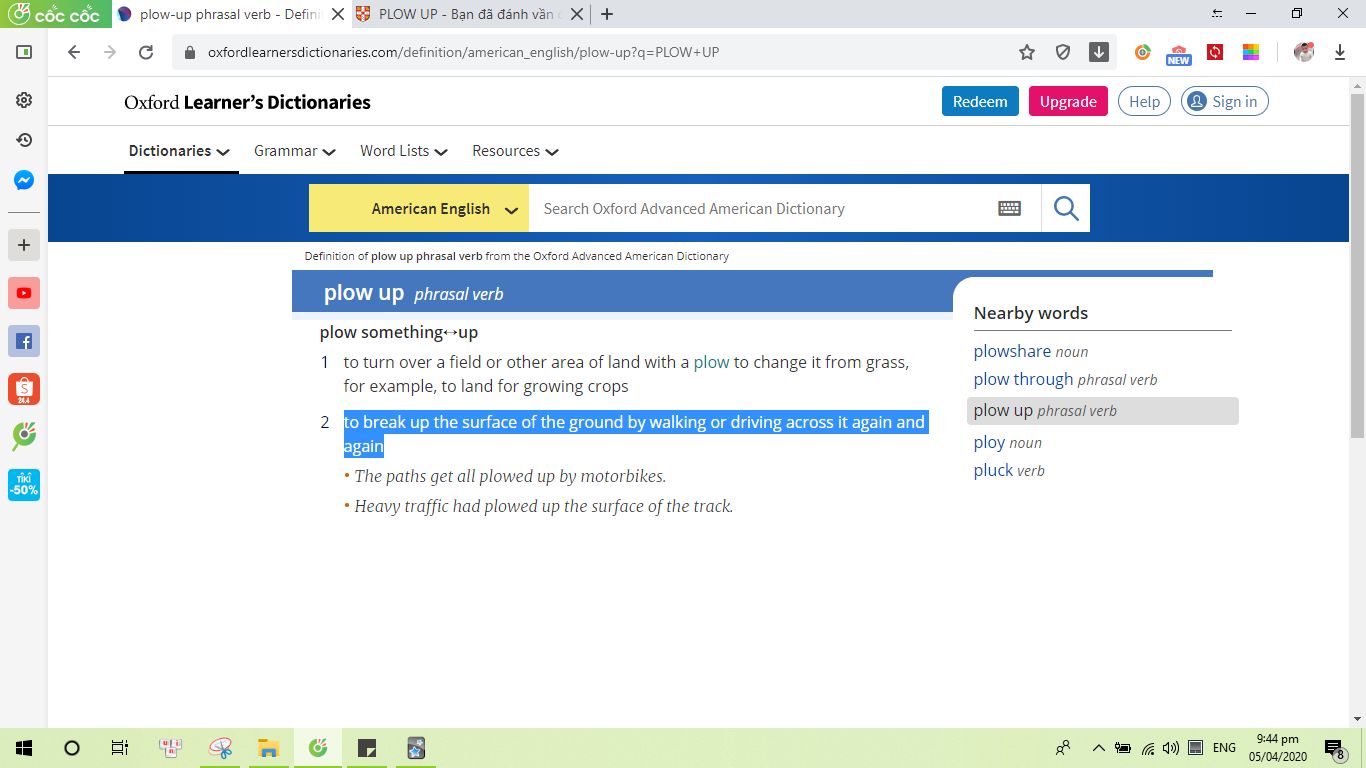 cốc cốc
plow-up phrasal verb - Defini
PLOW UP - Bạn đã đánh vần
oxfordlearnersdictionaries.com/definition/american_english/plow-up?q=PLOW+UP
NEW
Oxford Learner's Dictionaries
Redeem
Upgrade
Help
Sign in
Dictionaries
Grammar
Word Lists
Resources
American English
Search Oxford Advanced American Dictionary
Definition of plow up phrasal verb from the Oxford Advanced American Dictionary
plow up phrasal verb
plow something↔up
1 to turn over a field or other area of land with a plow to change it from grass,
for example, to land for growing crops
2 to break up the surface of the ground by walking or driving across it again and
again
• The paths get all plowed up by motorbikes.
• Heavy traffic had plowed up the surface of the track.
Nearby words
plowshare noun
plow through phrasal verb
plow up phrasal verb
ploy noun
pluck verb
S
24.4
TIKI
-50%
ENG
9:44 pm
05/04/2020
8